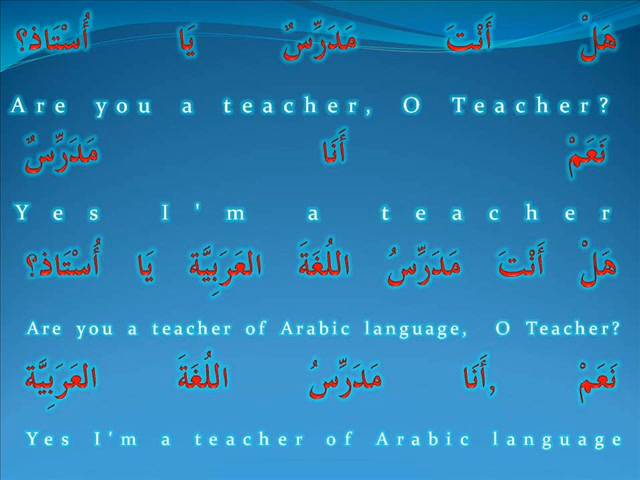 هَلْ أَنْتَ مَدَرِّسٌ يَا أُسْتَاذ؟
Are you a teacher, O Teacher?
نَعَمْ أَنَا مَدَرِّسٌ
Yes I'm a teacher
هَلْ أَنْتَ مَدَرِّسُ اللُغَةَ العَرَبِيَّة يَا أُسْتَاذ؟
Are you a teacher of Arabic language, O Teacher?
نَعَمْ ,أَنَا مَدَرِّسُ اللُغَةَ العَرَبِيَّة
Yes I'm a teacher of Arabic language